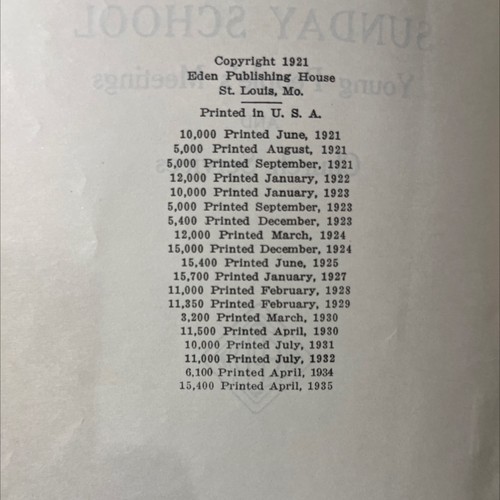 Copyright 1921
Eden Publishing House
St. Louis, Mo.
Printed in U. S. A.
10,000 Printed June, 1921
5,000 Printed August, 1921
5,000 Printed September, 1921
12,000 Printed January, 1922
10,000 Printed January, 1923
5,000 Printed September, 1923
5,400 Printed December, 1923
12,000 Printed March, 1924
15,000 Printed December, 1924
15,400 Printed June, 1925
15,700 Printed January, 1927
11,000 Printed February, 1928
11,350 Printed February, 1929
3,200 Printed March, 1930
11,500 Printed April, 1930
10,000 Printed July, 1931
11,000 Printed July, 1932
6,100 Printed April, 1934
15,400 Printed April, 1935
SUNDAY SCHOOL
Young
Meetings